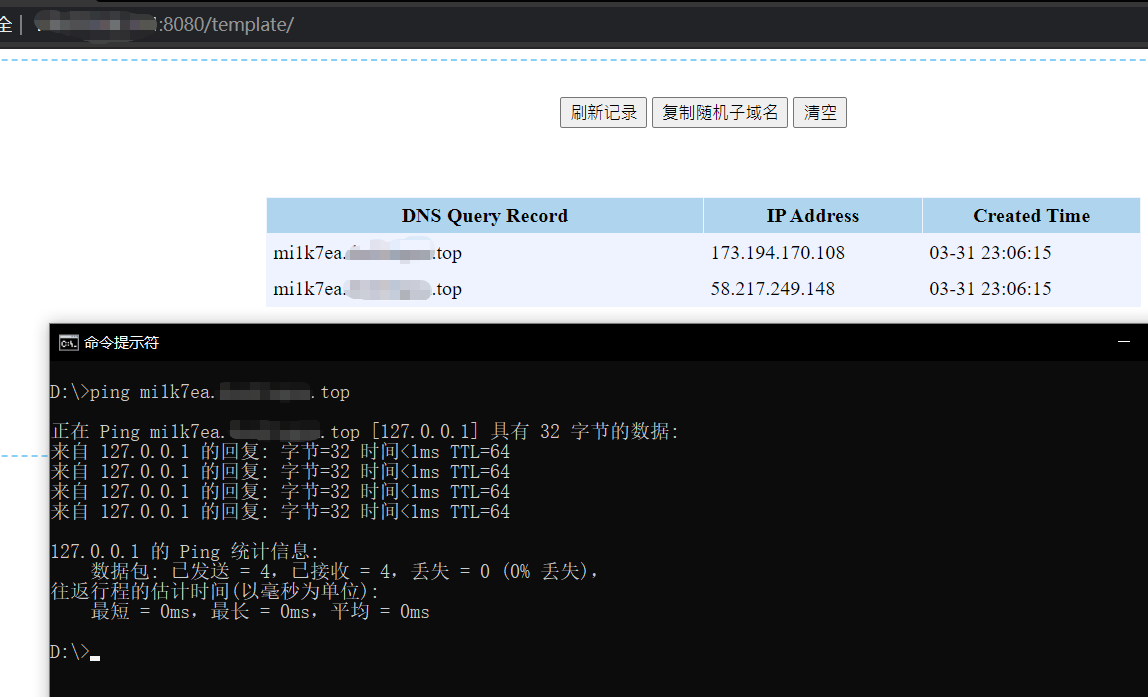 全 | :8080/template/
刷新记录 复制随机子域名 清空
DNS Query Record IP Address Created Time
mi1k7ea. .top 173.194.170.108 03-31 23:06:15
mi1k7ea. .top 58.217.249.148 03-31 23:06:15
命令提示符
D:\>ping mi1k7ea. .top
正在 Ping mi1k7ea. .top [127.0.0.1] 具有 32 字节的数据:
来自 127.0.0.1 的回复: 字节=32 时间<1ms TTL=64
来自 127.0.0.1 的回复: 字节=32 时间<1ms TTL=64
来自 127.0.0.1 的回复: 字节=32 时间<1ms TTL=64
来自 127.0.0.1 的回复: 字节=32 时间<1ms TTL=64
127.0.0.1 的 Ping 统计信息:
数据包: 已发送 = 4，已接收 = 4，丢失 = 0 (0% 丢失)，
往返行程的估计时间(以毫秒为单位):
最短 = 0ms，最长 = 0ms，平均 = 0ms
D:\>